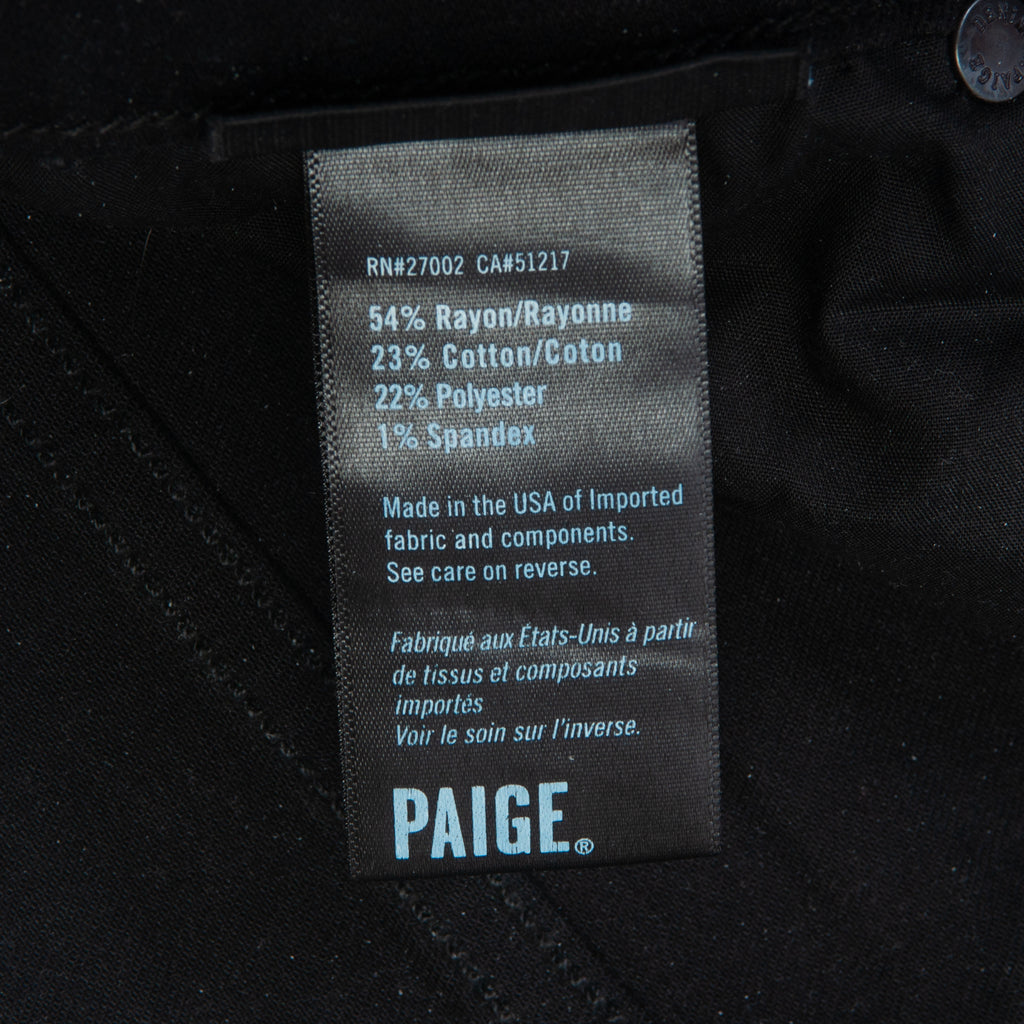 RN#27002 CA#51217
54% Rayon/Rayonne
23% Cotton/Coton
22% Polyester
1% Spandex
Made in the USA of Imported
fabric and components.
See care on reverse.
Fabriqué aux États-Unis à partir
de tissus et composants
importés
Voir le soin sur l'inverse.
PAIGE®
PAIGE